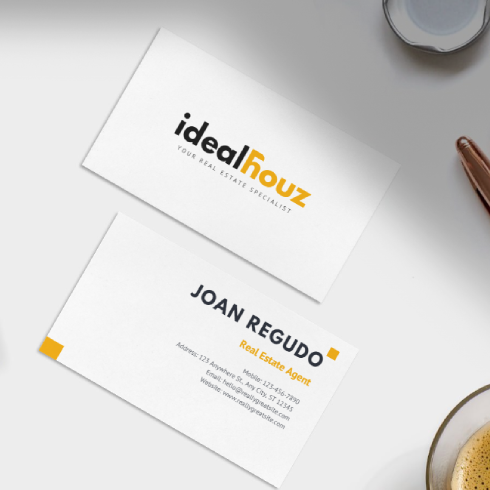 idealhouz
YOUR REAL ESTATE SPECIALIST
JOAN REGUDO
Real Estate Agent
Mobile: 123-456-7890
Address: 123 Anywhere St., Any City, ST 12345
Email: hello@reallygreatsite.com
Website: www.reallygreatsite.com